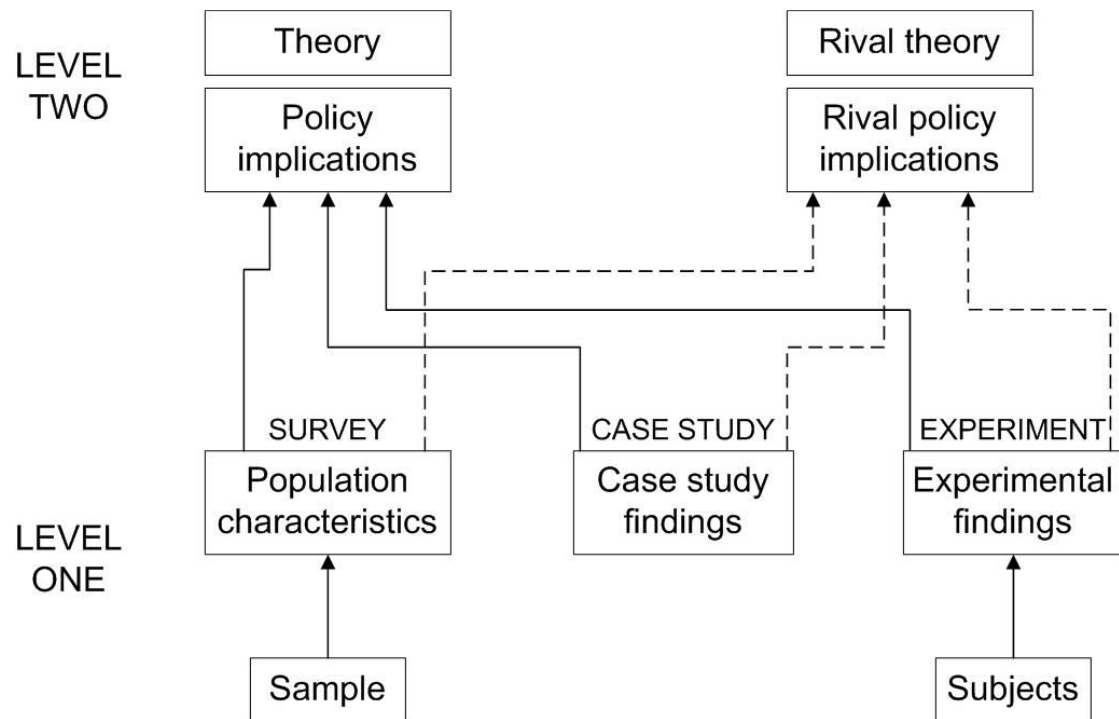 LEVEL
TWO
Theory
Rival theory
Policy
implications
Rival policy
implications
SURVEY
CASE STUDY
EXPERIMENT
LEVEL
ONE
Population
characteristics
Case study
findings
Experimental
findings
Sample
Subjects